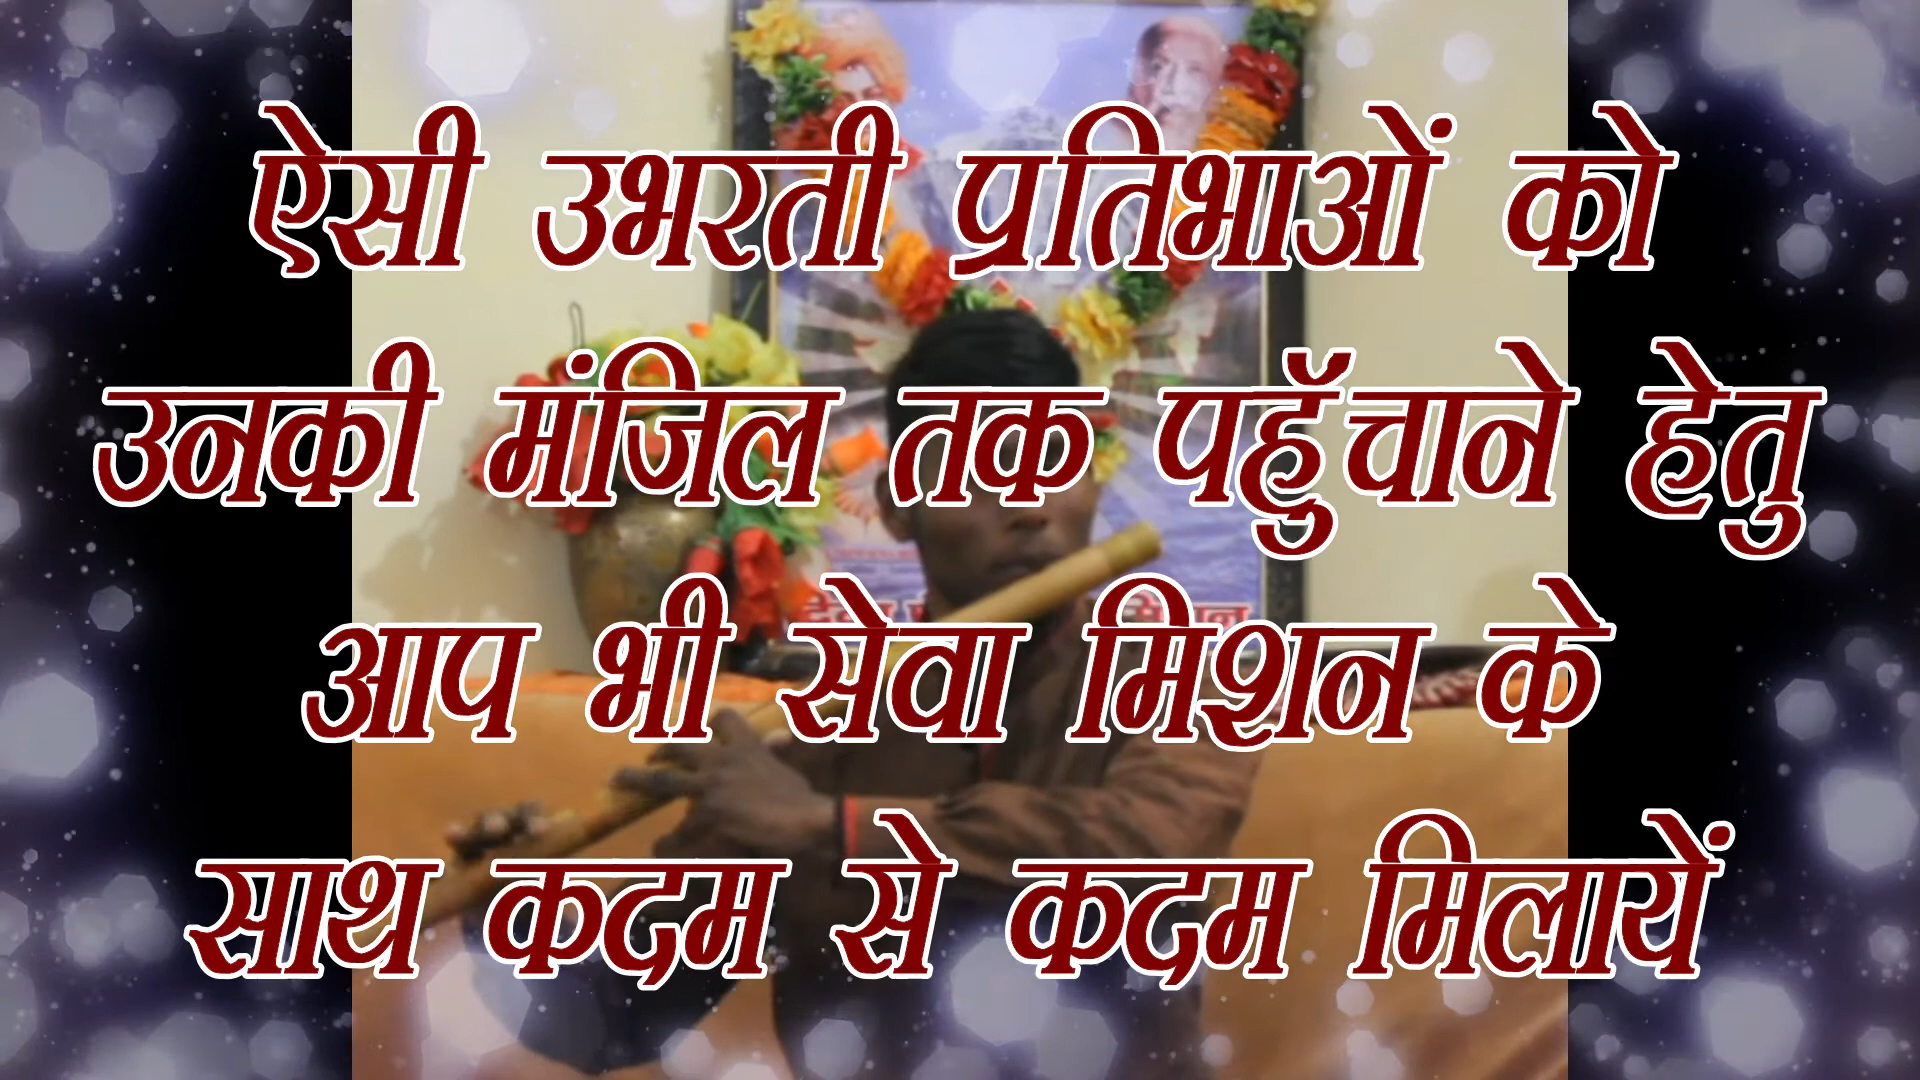 ऐसी उभरती प्रतिभाओं को
उनकी मंजिल तक पहुॅचाने हेतु
आप भी सेवा मिशन के
साथ कदम से कदम मिलायें